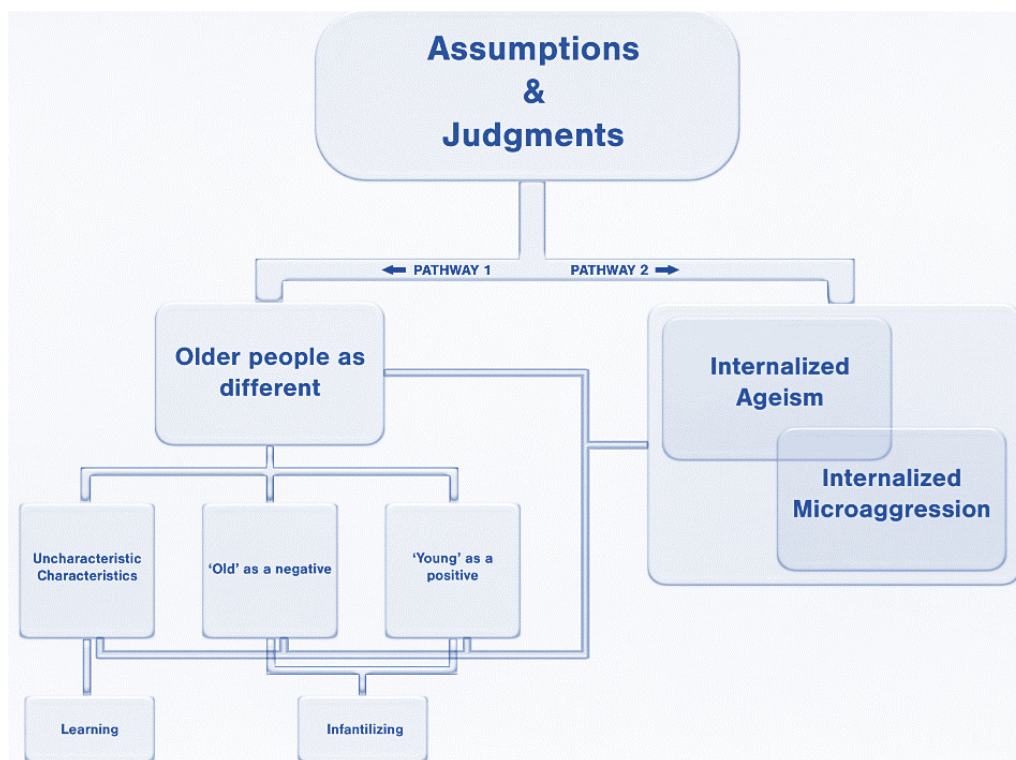 Assumptions
&
Judgments
← PATHWAY 1
PATHWAY 2 →
Older people as
different
Internalized
Ageism
Internalized
Microaggression
Uncharacteristic
Characteristics
‘Old’ as a negative
‘Young’ as a
positive
Learning
Infantilizing